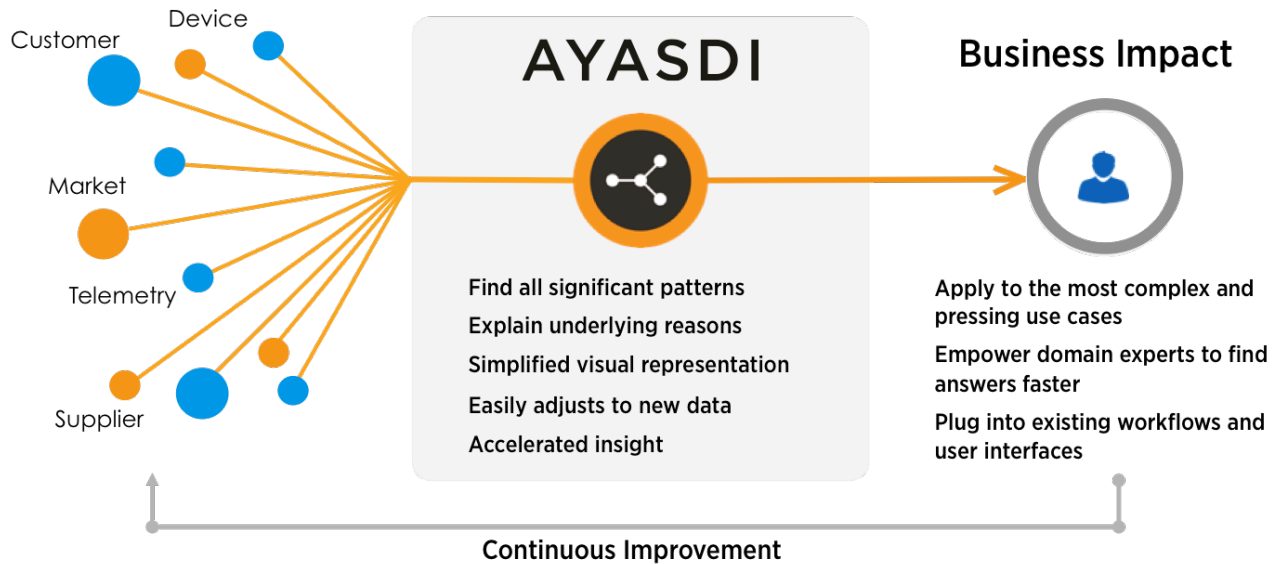 Device
Customer
Market
Telemetry
Supplier
AYASDI
Find all significant patterns
Explain underlying reasons
Simplified visual representation
Easily adjusts to new data
Accelerated insight
Business Impact
Apply to the most complex and
pressing use cases
Empower domain experts to find
answers faster
Plug into existing workflows and
user interfaces
Continuous Improvement